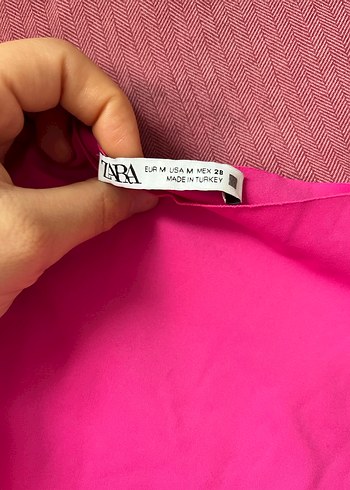 ZARA
EUR M USA M MEX 28
MADE IN TURKEY